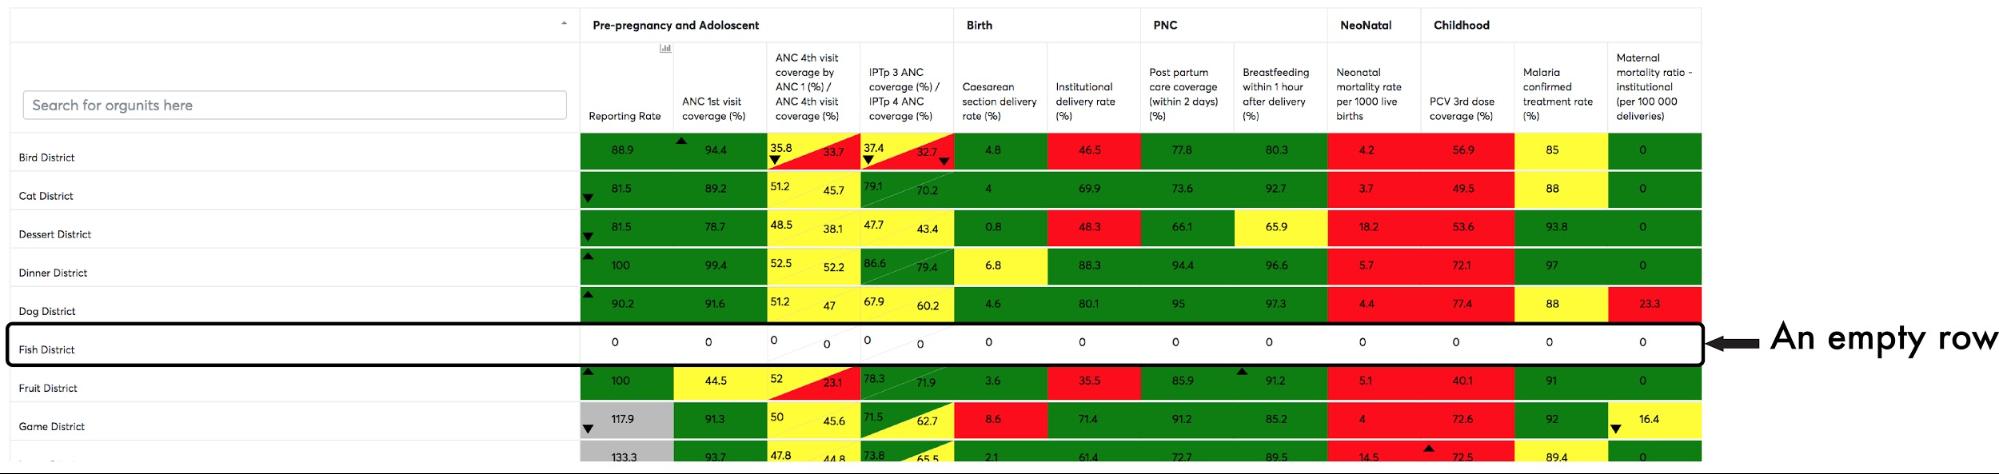 Pre-pregnancy and Adoloscent Birth PNC NeoNatal Childhood
Search for orgunits here
Reporting Rate
ANC 1st visit
coverage (%)
ANC 4th visit
coverage by
ANC 1 (%) /
ANC 4th visit
coverage (%)
IPTp 3 ANC
coverage (%) /
IPTp 4 ANC
coverage (%)
Caesarean
section delivery
rate (%)
Institutional
delivery rate
(%)
Post partum
care coverage
(within 2 days)
(%)
Breastfeeding
within 1 hour
after delivery
(%)
Neonatal
mortality rate
per 1000 live
births
PCV 3rd dose
coverage (%)
Malaria
confirmed
treatment rate
(%)
Maternal
mortality ratio -
institutional
(per 100 000
deliveries)
Bird District 88.9 94.4 35.8 33.7 37.4 32.7 4.8 46.5 77.8 80.3 4.2 56.9 85 0
Cat District 81.5 89.2 51.2 45.7 79.1 70.2 4 69.9 73.6 92.7 3.7 49.5 88 0
Dessert District 81.5 78.7 48.5 38.1 47.7 43.4 0.8 48.3 66.1 65.9 18.2 53.6 93.8 0
Dinner District 100 99.4 52.5 52.2 86.6 79.4 6.8 88.3 94.4 96.6 5.7 72.1 97 0
Dog District 90.2 91.6 51.2 47 67.9 60.2 4.6 80.1 95 97.3 4.4 77.4 88 23.3
Fish District 0 0 0 0 0 0 0 0 0 0 0 0 0 0
An empty row
Fruit District 100 44.5 52 23.1 78.3 71.9 3.6 35.5 85.9 91.2 5.1 40.1 91 0
Game District 117.9 91.3 50 45.6 71.5 62.7 8.6 71.4 91.2 85.2 4 72.6 92 16.4
133.3 93.7 47.8 44.8 73.8 65.5 2.1 61.4 72.7 89.5 14.5 72.5 89.4 0